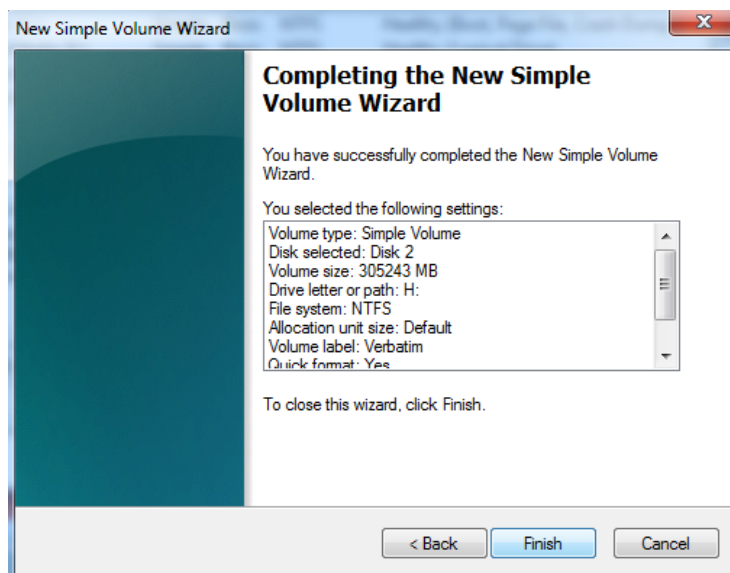 New Simple Volume Wizard
Completing the New Simple
Volume Wizard
You have successfully completed the New Simple Volume
Wizard.
You selected the following settings:
Volume type: Simple Volume
Disk selected: Disk 2
Volume size: 305243 MB
Drive letter or path: H:
File system: NTFS
Allocation unit size: Default
Volume label: Verbatim
Quick format: Yes
To close this wizard, click Finish.
< Back
Finish
Cancel